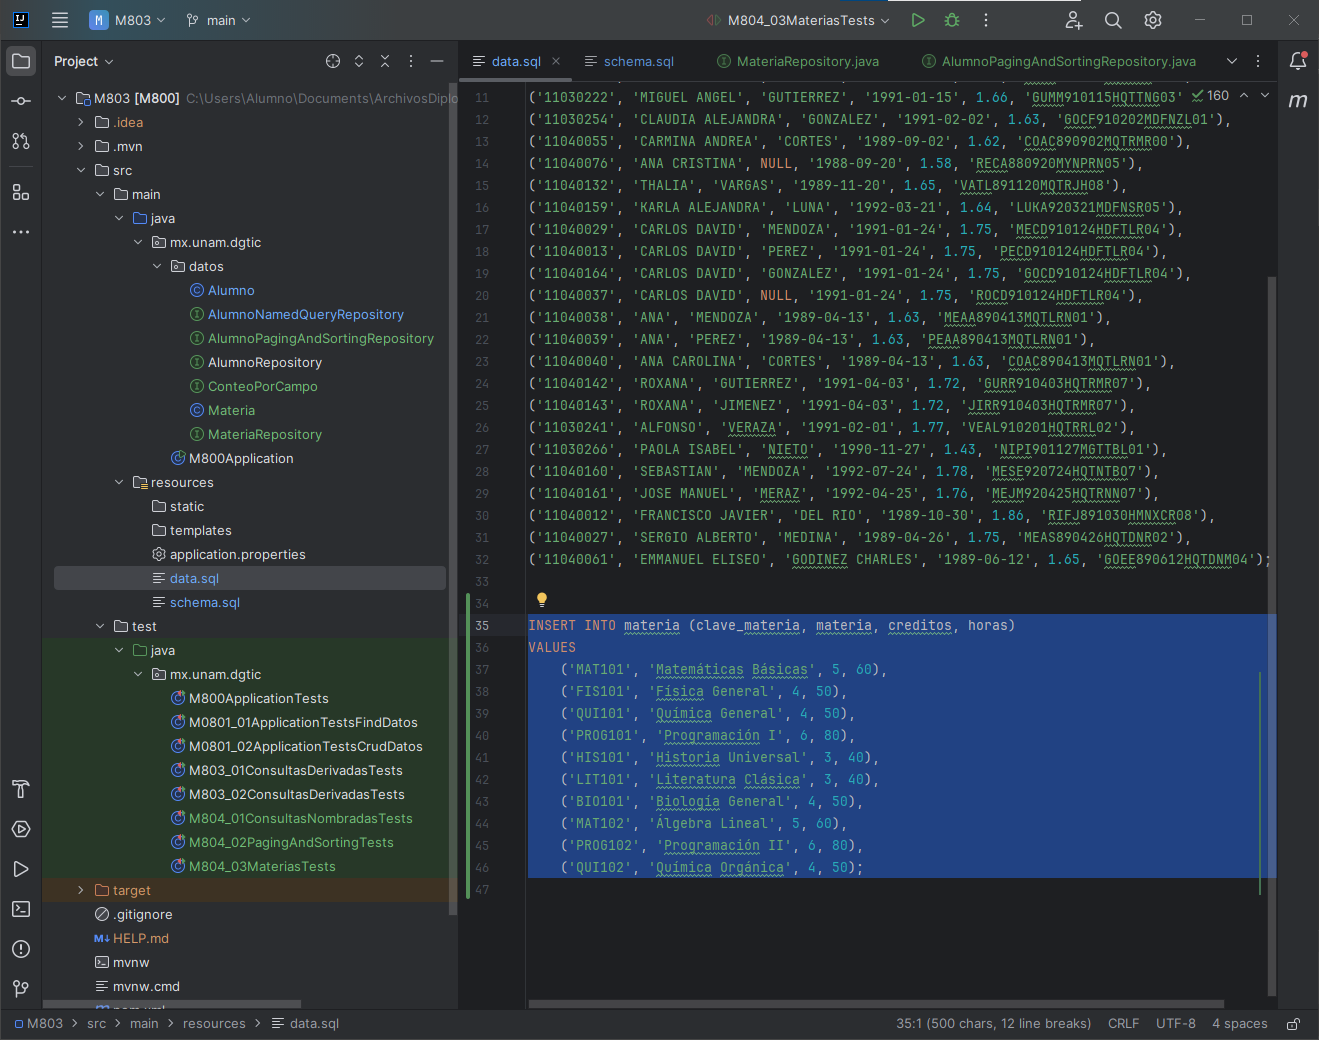 M M803 main M804_03MateriasTests
Project
data.sql schema.sql MateriaRepository.java AlumnoPagingAndSortingRepository.java
M803 [M800] C:\Users\Alumno\Documents\ArchivosDiplo
.idea
.mvn
src
main
java
mx.unam.dgtic
datos
Alumno
AlumnoNamedQueryRepository
AlumnoPagingAndSortingRepository
AlumnoRepository
ConteoPorCampo
Materia
MateriaRepository
M800Application
resources
static
templates
application.properties
data.sql
schema.sql
test
java
mx.unam.dgtic
M800ApplicationTests
M0801_01ApplicationTestsFindDatos
M0801_02ApplicationTestsCrudDatos
M803_01ConsultasDerivadasTests
M803_02ConsultasDerivadasTests
M804_01ConsultasNombradasTests
M804_02PagingAndSortingTests
M804_03MateriasTests
target
.gitignore
M↓ HELP.md
mvnw
mvnw.cmd
160
m
11 ('11030222', 'MIGUEL ANGEL', 'GUTIERREZ', '1991-01-15', 1.66, 'GUMM910115HQTTNG03'
12 ('11030254', 'CLAUDIA ALEJANDRA', 'GONZALEZ', '1991-02-02', 1.63, 'GOCF910202MDFNZL01'),
13 ('11040055', 'CARMINA ANDREA', 'CORTES', '1989-09-02', 1.62, 'COAC890902MQTRMR00'),
14 ('11040076', 'ANA CRISTINA', NULL, '1988-09-20', 1.58, 'RECA880920MYNPRN05'),
15 ('11040132', 'THALIA', 'VARGAS', '1989-11-20', 1.65, 'VATL891120MQTRJH08'),
16 ('11040159', 'KARLA ALEJANDRA', 'LUNA', '1992-03-21', 1.64, 'LUKA920321MDFNSR05'),
17 ('11040029', 'CARLOS DAVID', 'MENDOZA', '1991-01-24', 1.75, 'MECD910124HDFTLR04'),
18 ('11040013', 'CARLOS DAVID', 'PEREZ', '1991-01-24', 1.75, 'PECD910124HDFTLR04'),
19 ('11040164', 'CARLOS DAVID', 'GONZALEZ', '1991-01-24', 1.75, 'GOCD910124HDFTLR04'),
20 ('11040037', 'CARLOS DAVID', NULL, '1991-01-24', 1.75, 'ROCD910124HDFTLR04'),
21 ('11040038', 'ANA', 'MENDOZA', '1989-04-13', 1.63, 'MEAA890413MQTLRN01'),
22 ('11040039', 'ANA', 'PEREZ', '1989-04-13', 1.63, 'PEAA890413MQTLRN01'),
23 ('11040040', 'ANA CAROLINA', 'CORTES', '1989-04-13', 1.63, 'COAC890413MQTLRN01'),
24 ('11040142', 'ROXANA', 'GUTIERREZ', '1991-04-03', 1.72, 'GURR910403HQTRMR07'),
25 ('11040143', 'ROXANA', 'JIMENEZ', '1991-04-03', 1.72, 'JIRR910403HQTRMR07'),
26 ('11030241', 'ALFONSO', 'VERAZA', '1991-02-01', 1.77, 'VEAL910201HQTRRL02'),
27 ('11030266', 'PAOLA ISABEL', 'NIETO', '1990-11-27', 1.43, 'NIPI901127MGTTBL01'),
28 ('11040160', 'SEBASTIAN', 'MENDOZA', '1992-07-24', 1.78, 'MESE920724HQTNTB07'),
29 ('11040161', 'JOSE MANUEL', 'MERAZ', '1992-04-25', 1.76, 'MEJM920425HQTRNN07'),
30 ('11040012', 'FRANCISCO JAVIER', 'DEL RIO', '1989-10-30', 1.86, 'RIFJ891030HMNXCR08'),
31 ('11040027', 'SERGIO ALBERTO', 'MEDINA', '1989-04-26', 1.75, 'MEAS890426HQTDNR02'),
32 ('11040061', 'EMMANUEL ELISEO', 'GODINEZ CHARLES', '1989-06-12', 1.65, 'GOEE890612HQTDNM04');
33
34
35 INSERT INTO materia (clave_materia, materia, creditos, horas)
36 VALUES
37 ('MAT101', 'Matemáticas Básicas', 5, 60),
38 ('FIS101', 'Física General', 4, 50),
39 ('QUI101', 'Química General', 4, 50),
40 ('PROG101', 'Programación I', 6, 80),
41 ('HIS101', 'Historia Universal', 3, 40),
42 ('LIT101', 'Literatura Clásica', 3, 40),
43 ('BIO101', 'Biología General', 4, 50),
44 ('MAT102', 'Álgebra Lineal', 5, 60),
45 ('PROG102', 'Programación II', 6, 80),
46 ('QUI102', 'Química Orgánica', 4, 50);
47
M803 > src > main > resources > data.sql 35:1 (500 chars, 12 line breaks) CRLF UTF-8 4 spaces